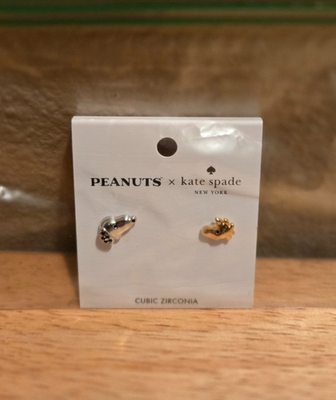 PEANUTS × kate spade
NEW YORK
CUBIC ZIRCONIA